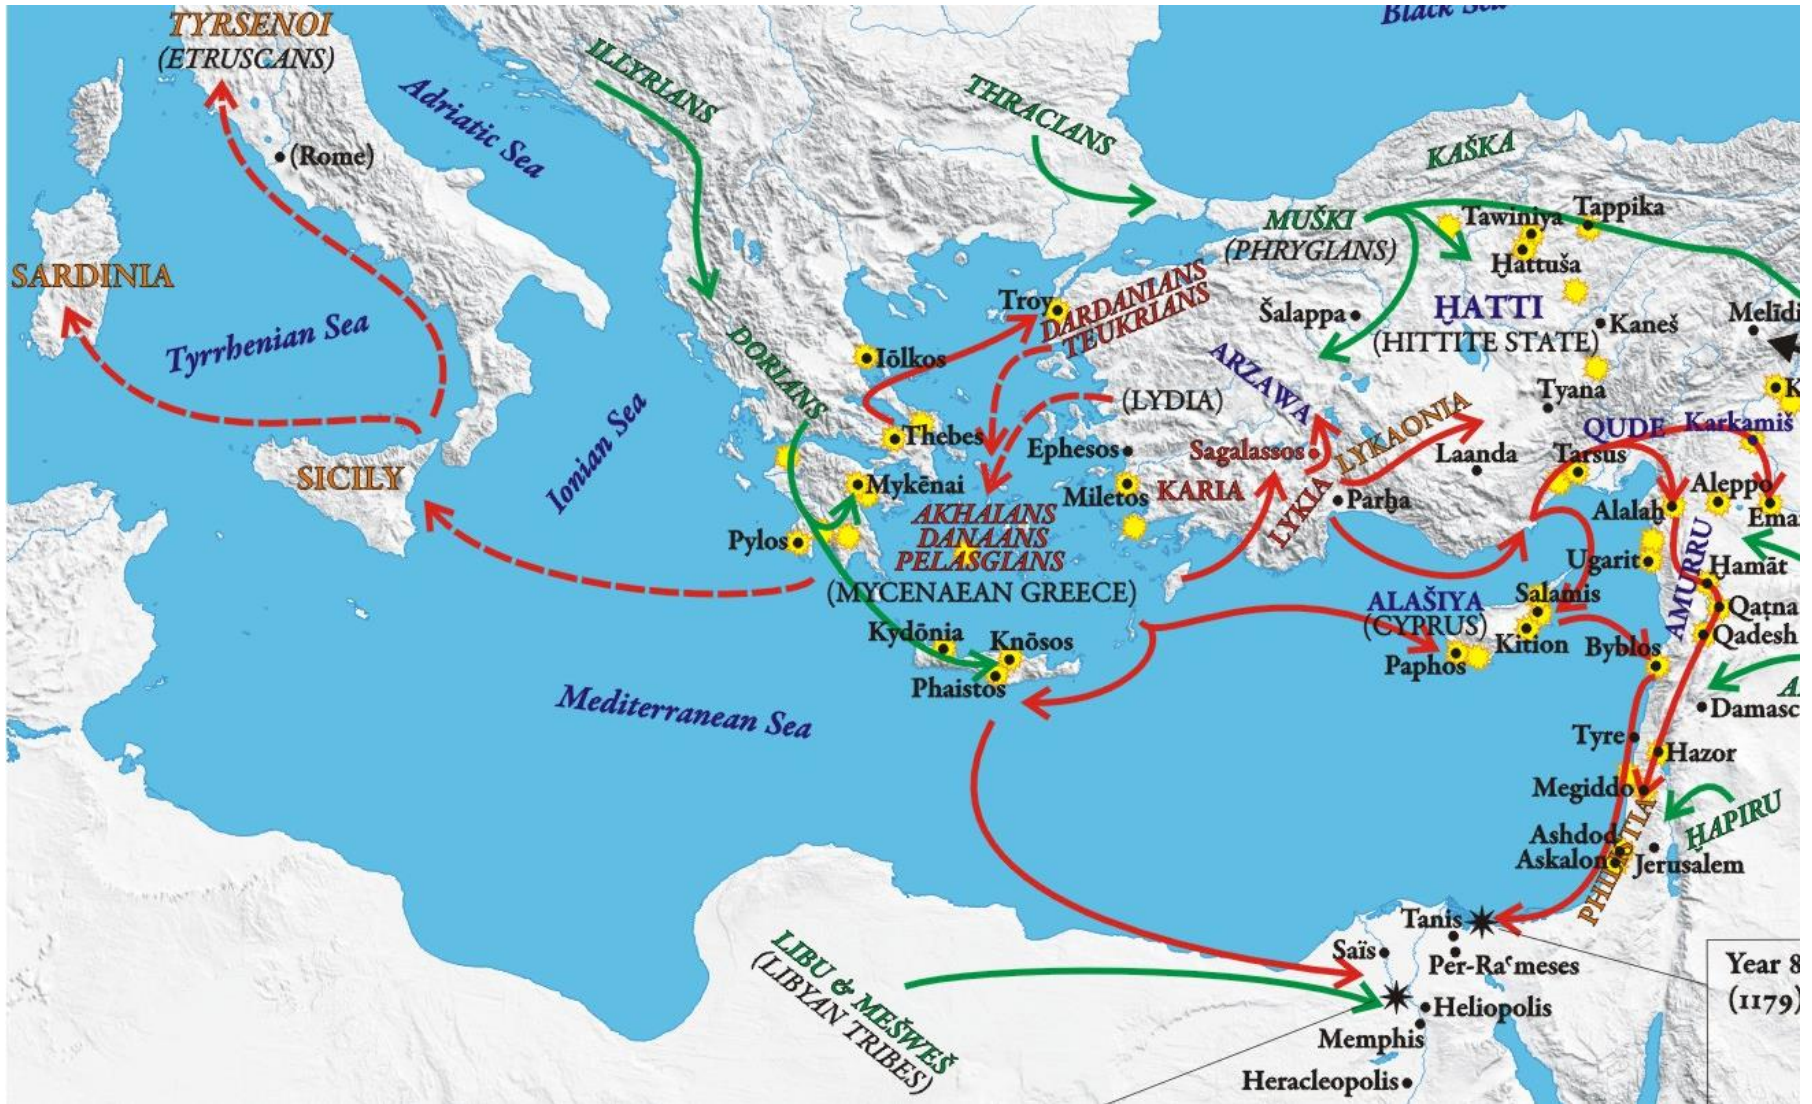 TYRSENOI
(ETRUSCANS)
Black Sea
ILLYRIANS
Adriatic Sea
THRACIANS
KAŠKA
(Rome)
MUŠKI
(PHRYGIANS)
Tawiniya
Tappika
Ḫattuša
SARDINIA
Tyrrhenian Sea
Troy
DARDANIANS
TEUKRIANS
Šalappa
ḪATTI
(HITTITE STATE)
Kaneš
Melīdi
DORIANS
Iōlkos
ARZAWA
Tyana
K
(LYDIA)
LYKAONIA
QUDE
Karkamiš
Thebes
Ephesos
Sagalassos
Laanda
Tarsus
SICILY
Ionian Sea
Mykēnai
Miletos
KARIA
LYKIA
Parḫa
Alalaḫ
Aleppo
Emar
AKHAIANS
DANAANS
PELASGIANS
(MYCENAEAN GREECE)
Pylos
Ugarit
AMURRU
Ḫamāt
ALAŠIYA
(CYPRUS)
Salamis
Qaṭna
Kydōnia
Knōsos
Kition
Byblos
Qadesh
Phaistos
Paphos
A
Damasc
Mediterranean Sea
Tyre
Hazor
Megiddo
ḪAPIRU
Ashdod
Askalon
Jerusalem
PHILISTIA
Tanis
LIBU & MEŠWEŠ
(LIBYAN TRIBES)
Saïs
Per-Raʿmeses
Year 8
(1179)
Heliopolis
Memphis
Heracleopolis